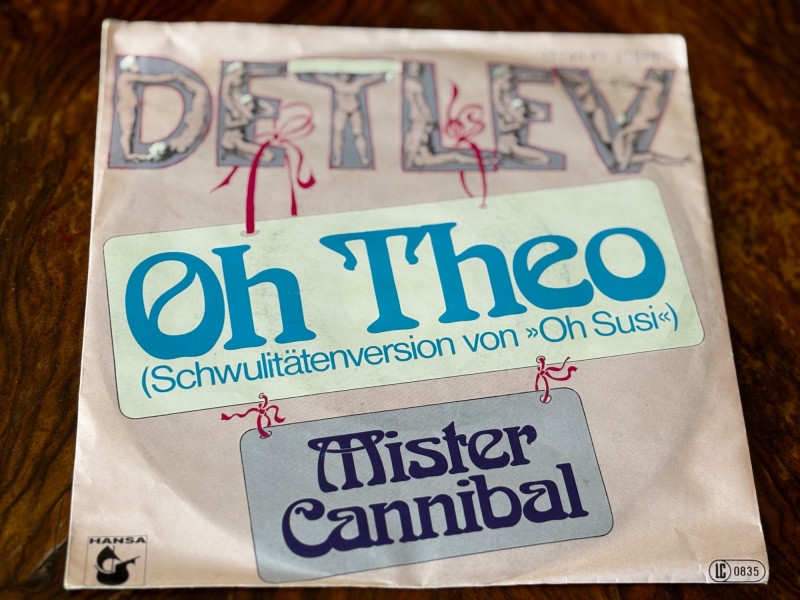 DETLEV
Oh Theo
(Schwulitätenversion von »Oh Susi«)
Mister
Cannibal
HANSA
LC 0835